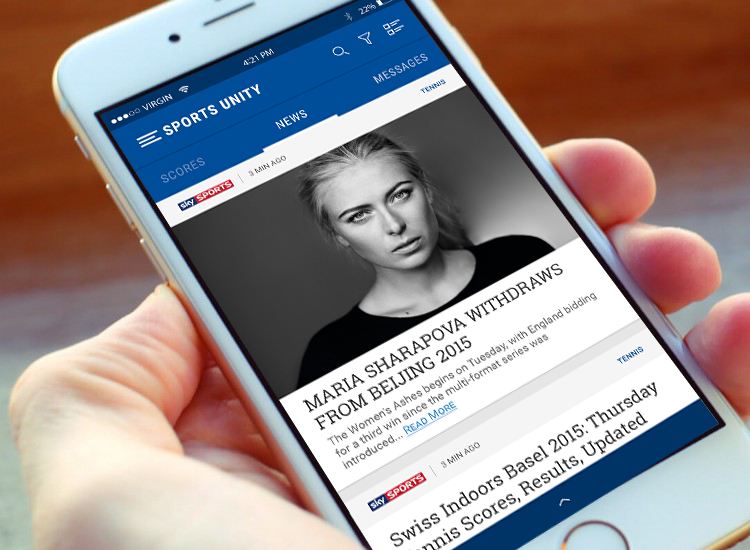 VIRGIN
4:21 PM
22%
SPORTS UNITY
SCORES
NEWS
MESSAGES
sky SPORTS
3 MIN AGO
TENNIS
MARIA SHARAPOVA WITHDRAWS
FROM BEIJING 2015
The Women's Ashes begins on Tuesday, with England bidding
for a third win since the multi-format series was
introduced... READ MORE
sky SPORTS
3 MIN AGO
TENNIS
Swiss Indoors Basel 2015: Thursday
ennis Scores, Results, Updated